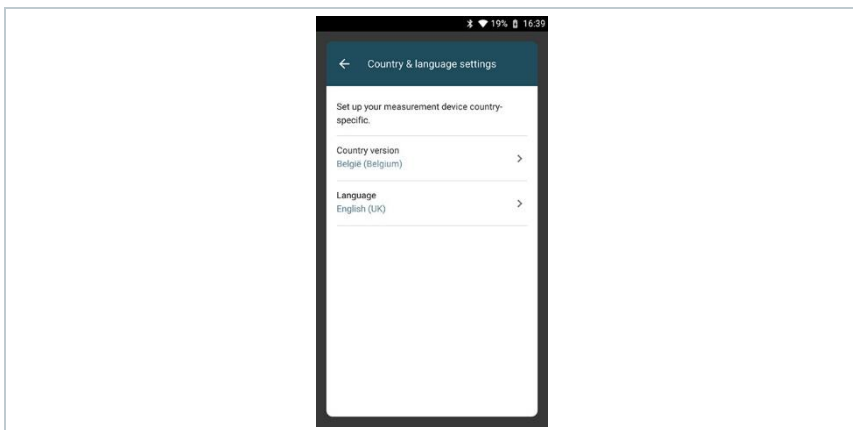 19% 16:39
Country & language settings
Set up your measurement device country-
specific.
Country version
België (Belgium)
Language
English (UK)